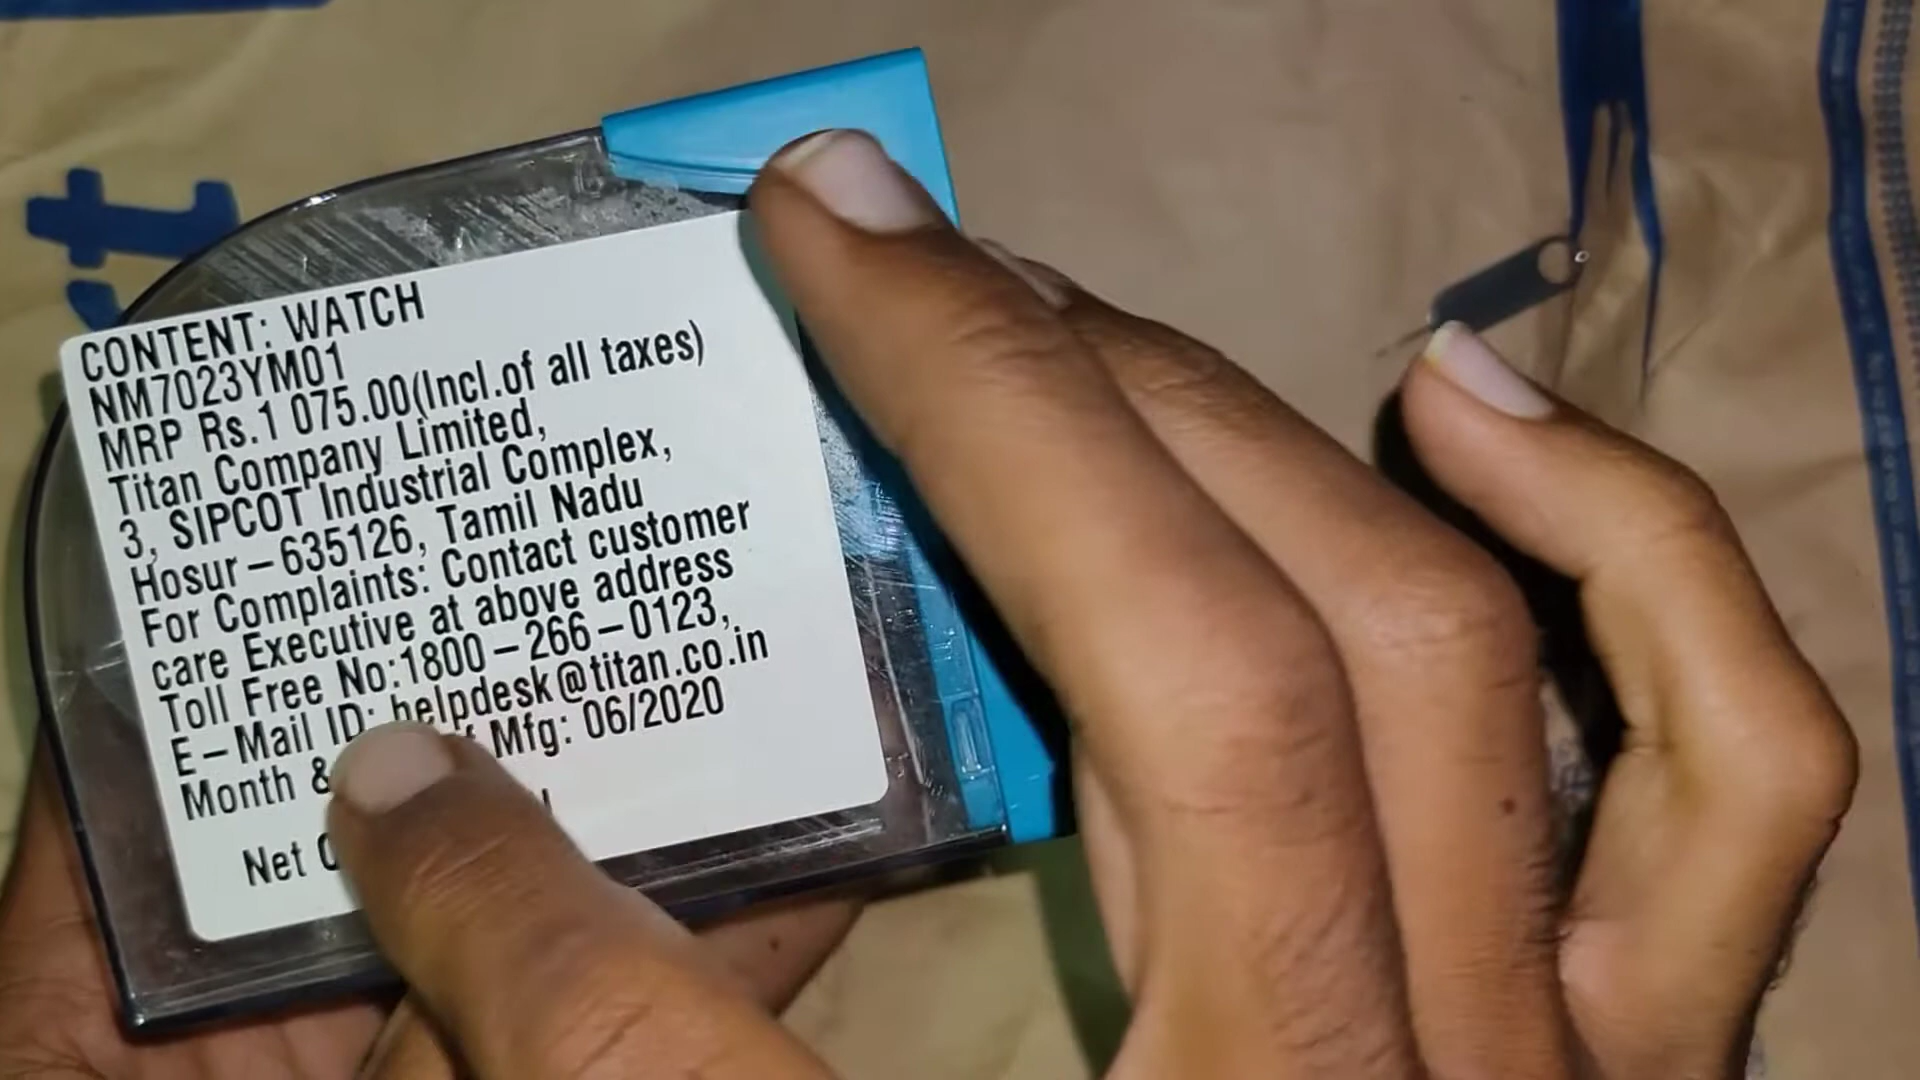 CONTENT: WATCH
NM7023YM01
MRP Rs.1 075.00(Incl.of all taxes)
Titan Company Limited,
3, SIPCOT Industrial Complex,
Hosur – 635126, Tamil Nadu
For Complaints: Contact customer
care Executive at above address
Toll Free No:1800 – 266 – 0123,
E – Mail ID: helpdesk@titan.co.in
Month & Mfg: 06/2020
Net
t